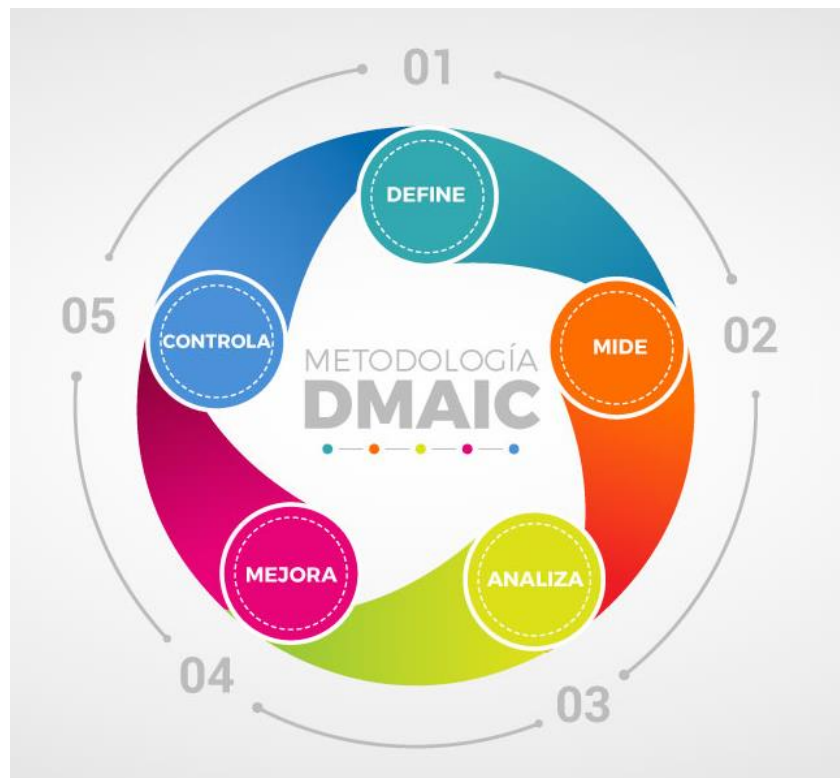 01
DEFINE
02
MIDE
03
ANALIZA
04
MEJORA
05
CONTROLA
METODOLOGÍA
DMAIC